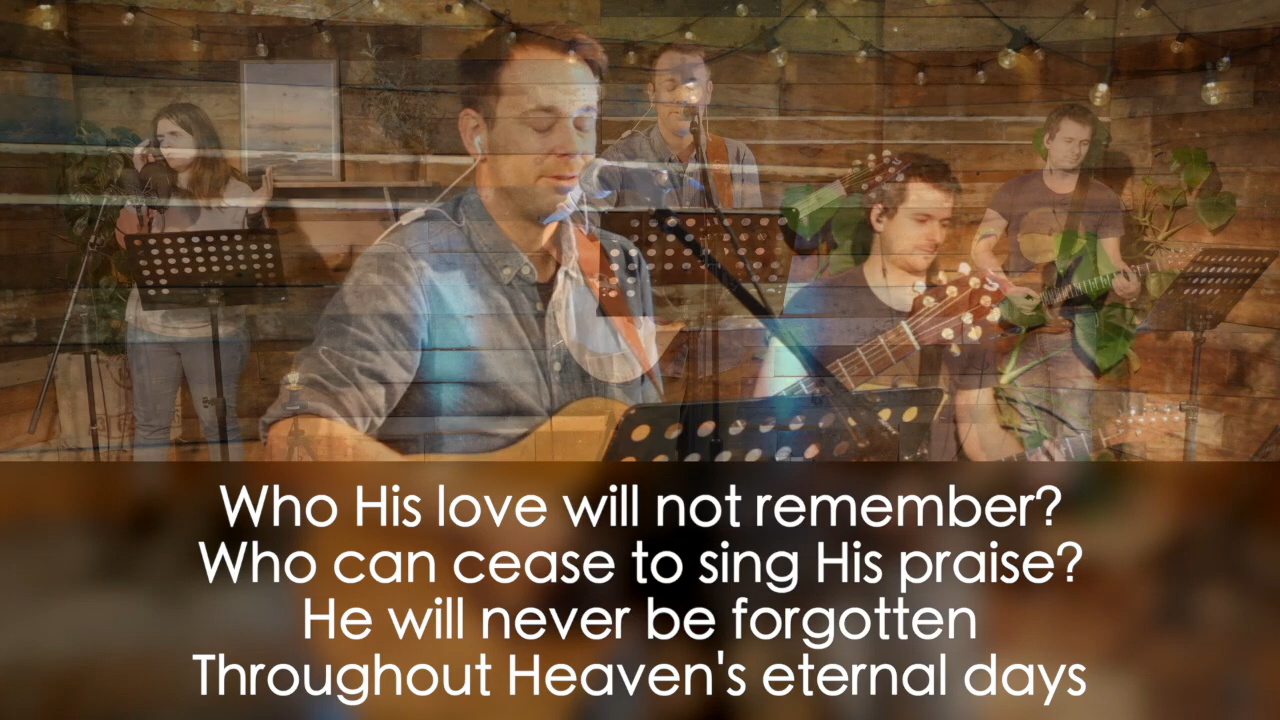 Who His love will not remember?
Who can cease to sing His praise?
He will never be forgotten
Throughout Heaven's eternal days